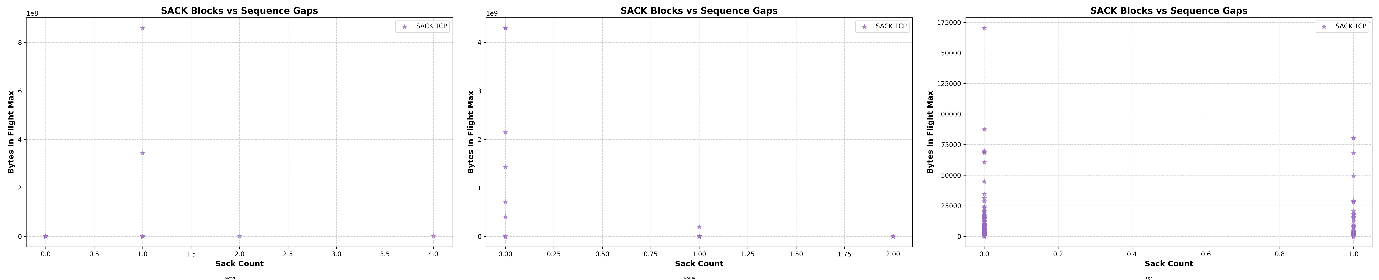 SACK Blocks vs Sequence Gaps
1e8
SACK TCP
8
6
4
2
0
Bytes In Flight Max
0.0 0.5 1.0 1.5 2.0 2.5 3.0 3.5 4.0
Sack Count
SACK Blocks vs Sequence Gaps
1e9
SACK TCP
4
3
2
1
0
Bytes In Flight Max
0.00 0.25 0.50 0.75 1.00 1.25 1.50 1.75 2.00
Sack Count
SACK Blocks vs Sequence Gaps
SACK TCP
175000
150000
125000
100000
75000
50000
25000
0
Bytes In Flight Max
0.0 0.2 0.4 0.6 0.8 1.0
Sack Count